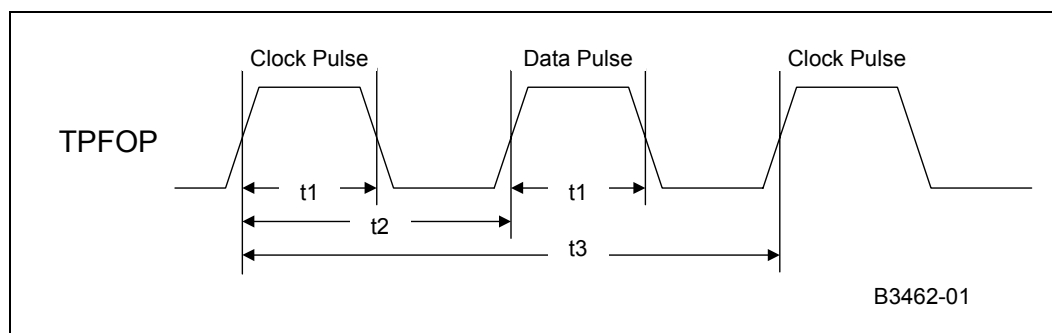 Clock Pulse
Data Pulse
Clock Pulse
TPFOP
t1
t1
t2
t3
B3462-01